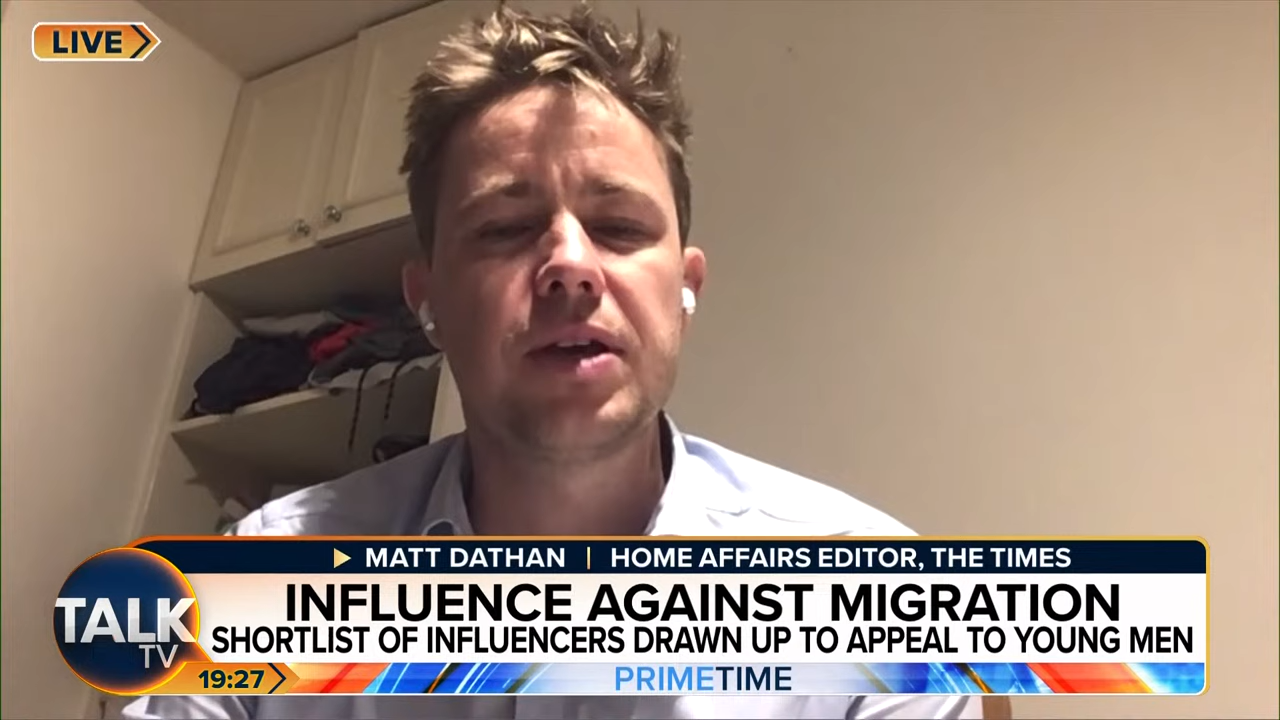 LIVE
MATT DATHAN | HOME AFFAIRS EDITOR, THE TIMES
INFLUENCE AGAINST MIGRATION
SHORTLIST OF INFLUENCERS DRAWN UP TO APPEAL TO YOUNG MEN
TALK
TV
19:27
PRIMETIME